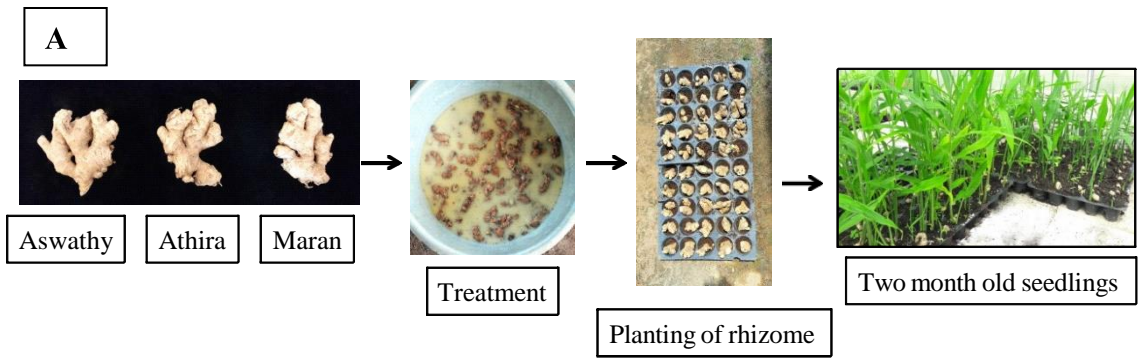 A
Aswathy
Athira
Maran
Treatment
Planting of rhizome
Two month old seedlings